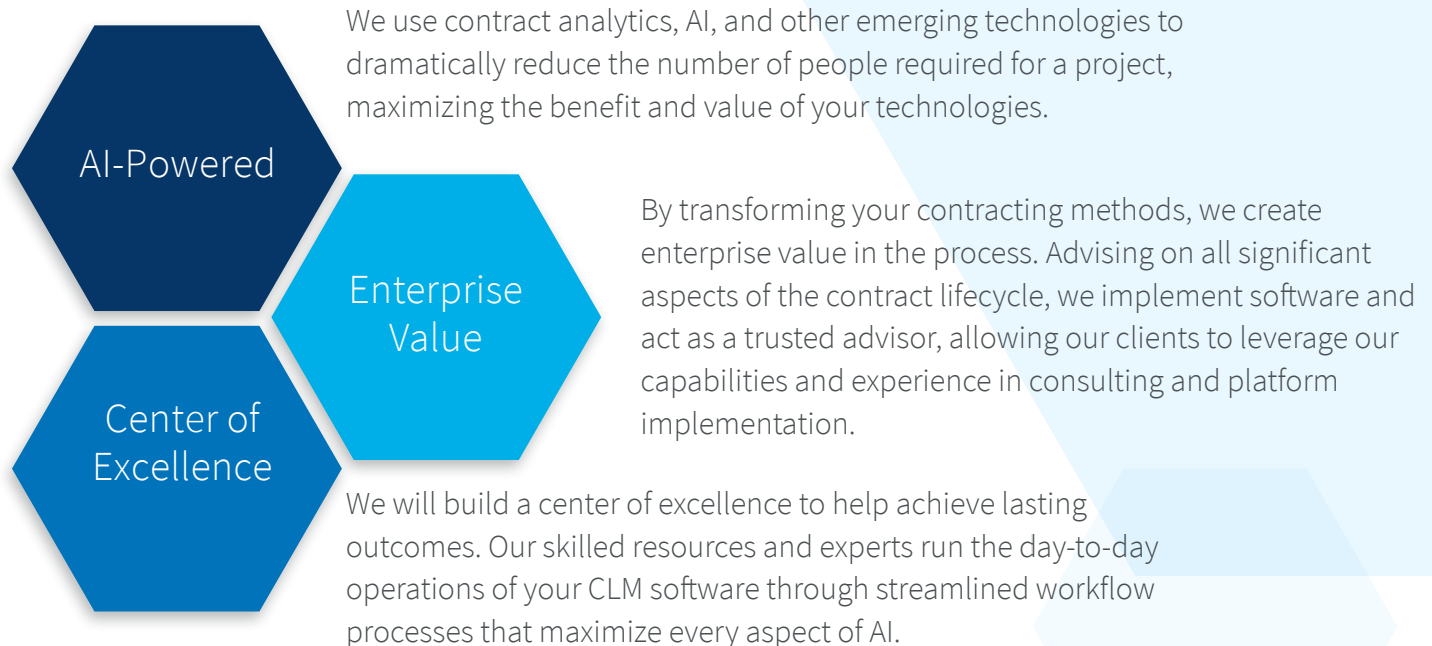 We use contract analytics, AI, and other emerging technologies to
dramatically reduce the number of people required for a project,
maximizing the benefit and value of your technologies.
AI-Powered
By transforming your contracting methods, we create
enterprise value in the process. Advising on all significant
aspects of the contract lifecycle, we implement software and
act as a trusted advisor, allowing our clients to leverage our
capabilities and experience in consulting and platform
implementation.
Enterprise
Value
Center of
Excellence
We will build a center of excellence to help achieve lasting
outcomes. Our skilled resources and experts run the day-to-day
operations of your CLM software through streamlined workflow
processes that maximize every aspect of AI.